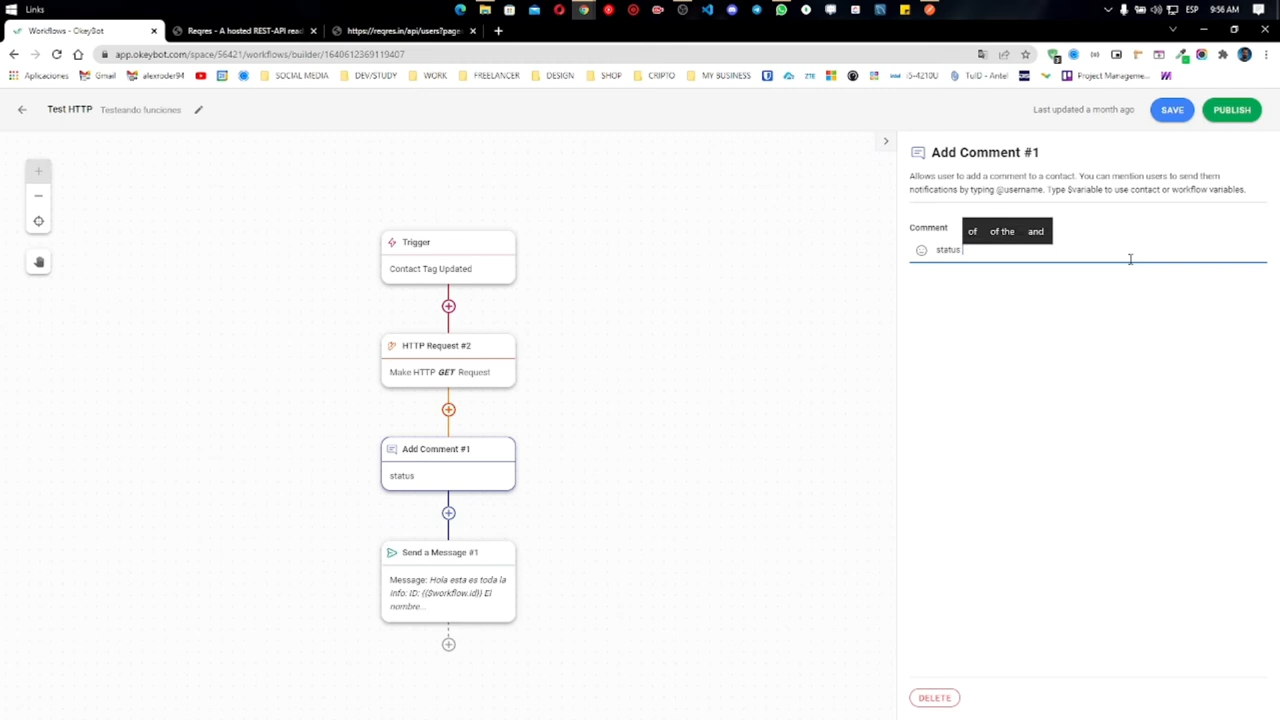 Links
ESP
9:56 AM
Workflows - OkeyBot
Reqres - A hosted REST-API read
https://reqres.in/api/users?page=
app.okeybot.com/space/56421/workflows/builder/1640612369119407
Aplicaciones
Gmail
alexroder94
SOCIAL MEDIA
DEV/STUDY
WORK
FREELANCER
DESIGN
SHOP
CRIPTO
MY BUSINESS
i5-4210U
TuID - Antel
Project Manageme...
Test HTTP
Testeando funciones
Last updated a month ago
SAVE
PUBLISH
Trigger
Contact Tag Updated
HTTP Request #2
Make HTTP GET Request
Add Comment #1
status
Send a Message #1
Message: Hola esta es toda la
info: ID: {{$workflow.id}} El
nombre...
Add Comment #1
Allows user to add a comment to a contact. You can mention users to send them
notifications by typing @username. Type $variable to use contact or workflow variables.
Comment
of of the and
status
DELETE